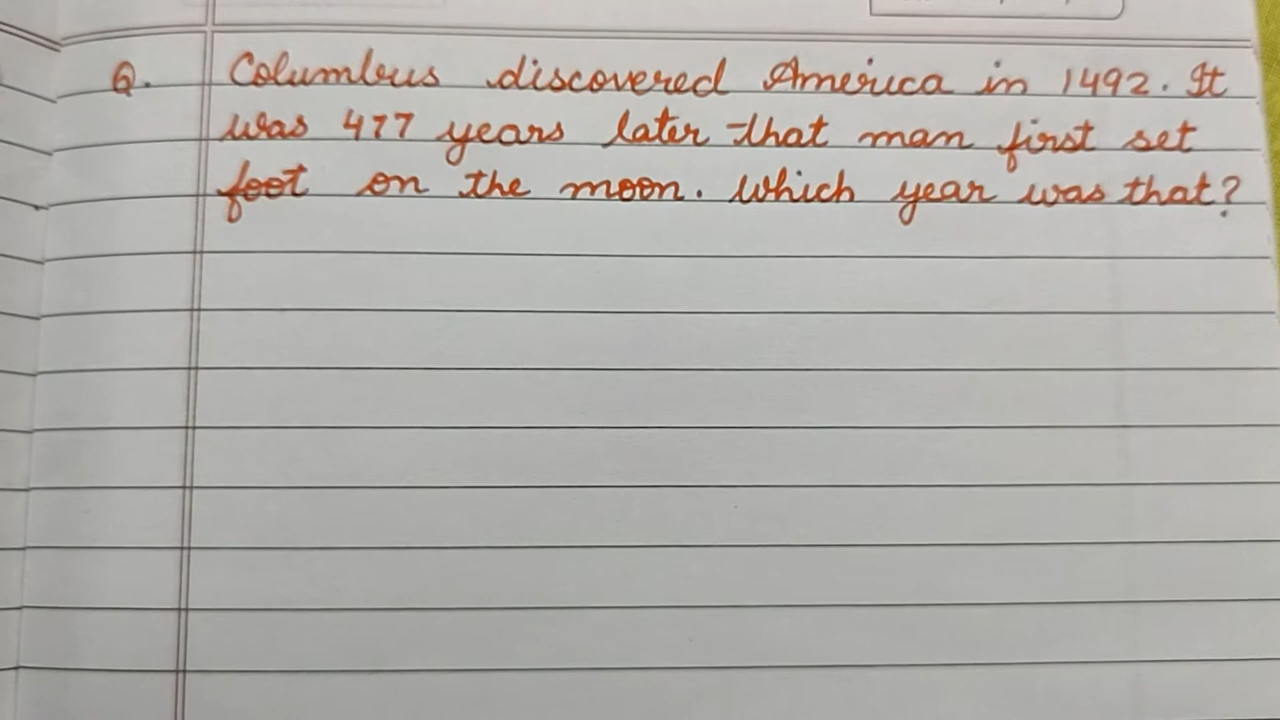 Q. Columbus discovered America in 1492. It
was 477 years later that man first set
foot on the moon. Which year was that?